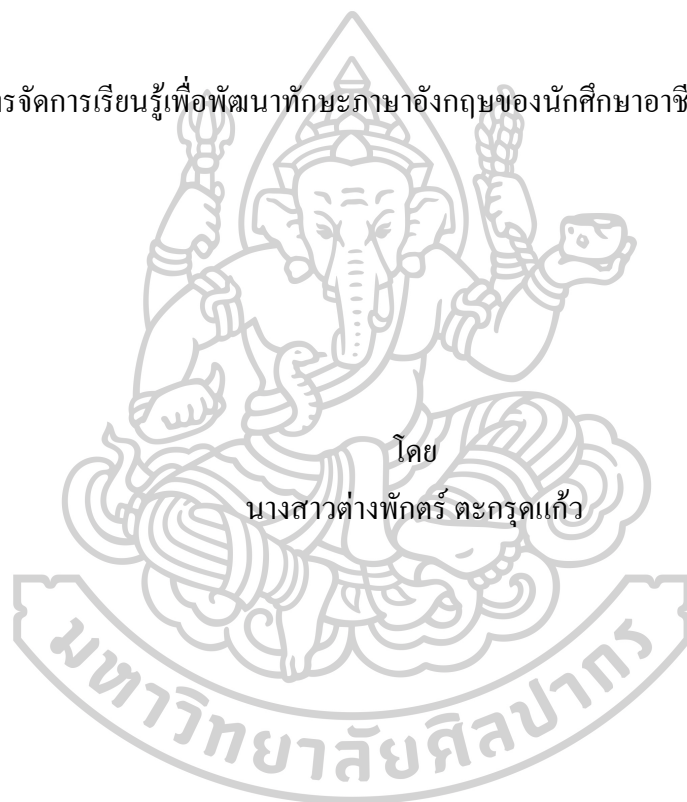 รจัดการเรียนรู้เพื่อพัฒนาทักษะภาษาอังกฤษของนักศึกษาอาชี
โดย
นางสาวต่างพักตร์ ตะกรุดแก้ว
มหาวิทยาลัยศิลปากร